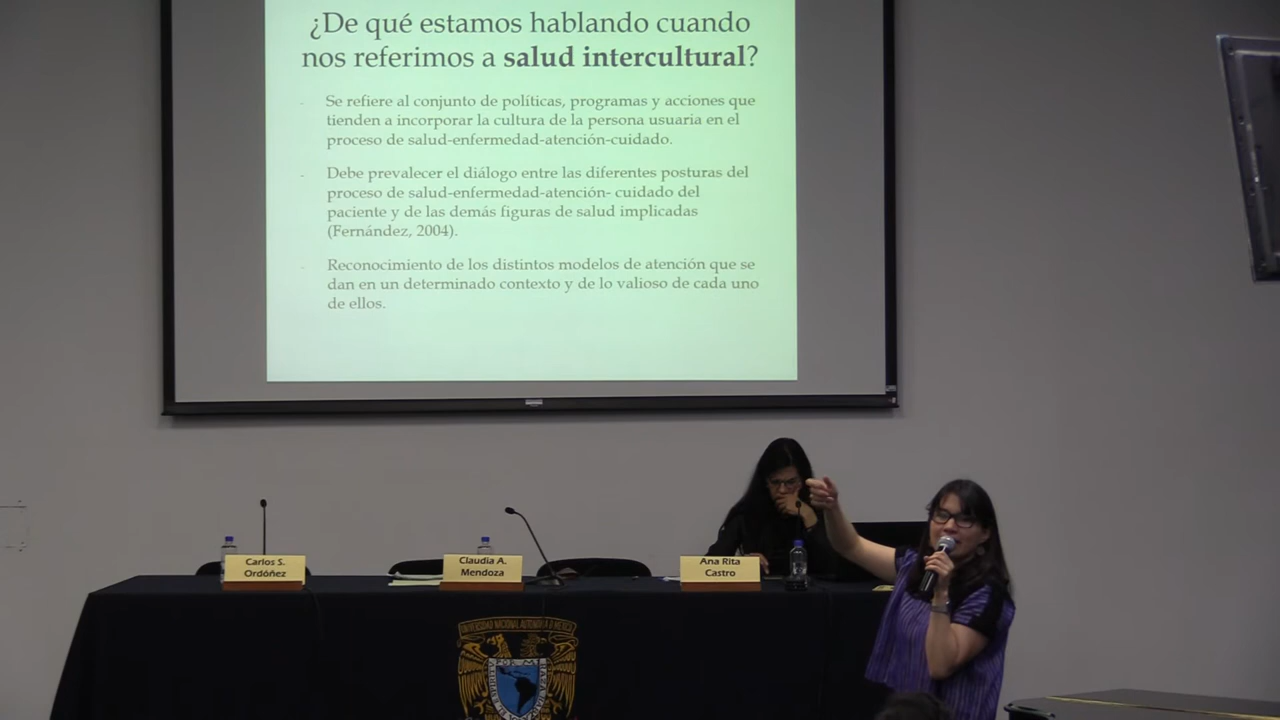 ¿De qué estamos hablando cuando
nos referimos a salud intercultural?
- Se refiere al conjunto de políticas, programas y acciones que
tienden a incorporar la cultura de la persona usuaria en el
proceso de salud-enfermedad-atención-cuidado.
- Debe prevalecer el diálogo entre las diferentes posturas del
proceso de salud-enfermedad-atención- cuidado del
paciente y de las demás figuras de salud implicadas
(Fernández, 2004).
- Reconocimiento de los distintos modelos de atención que se
dan en un determinado contexto y de lo valioso de cada uno
de ellos.
Carlos S.
Ordóñez
Claudia A.
Mendoza
Ana Rita
Castro
UNIVERSIDAD NACIONAL AUTONOMA D MEXICO